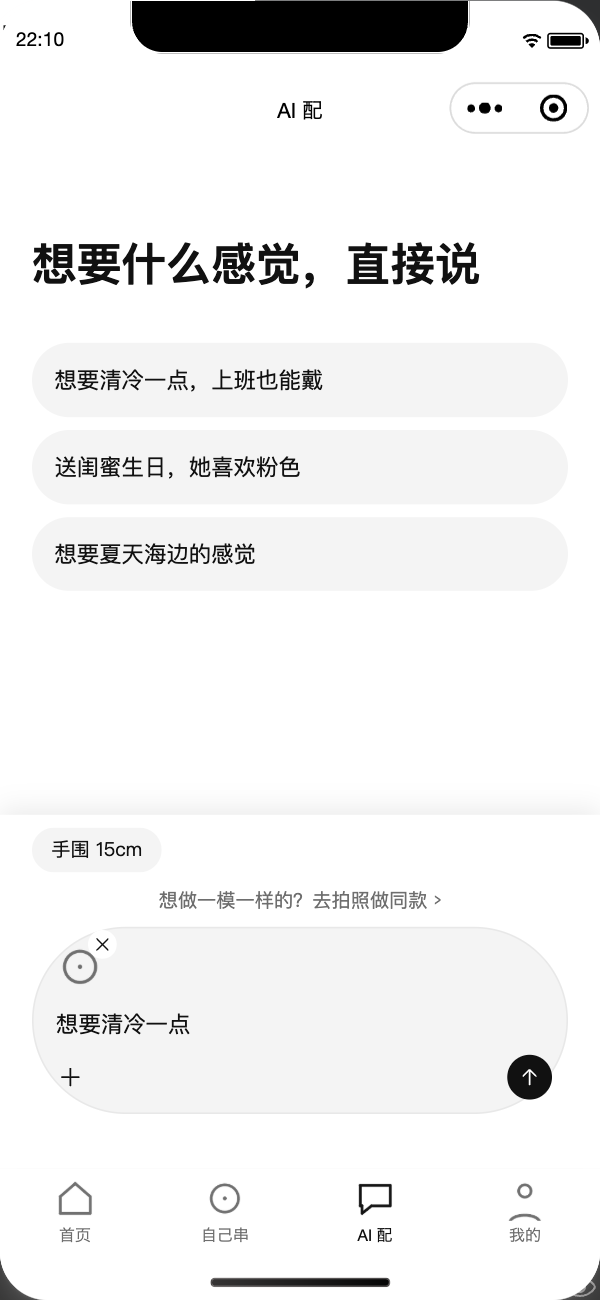 22:10
AI 配
想要什么感觉，直接说
想要清冷一点，上班也能戴
送闺蜜生日，她喜欢粉色
想要夏天海边的感觉
手围 15cm
想做一模一样的？去拍照做同款 >
想要清冷一点
首页 自己串 AI 配 我的